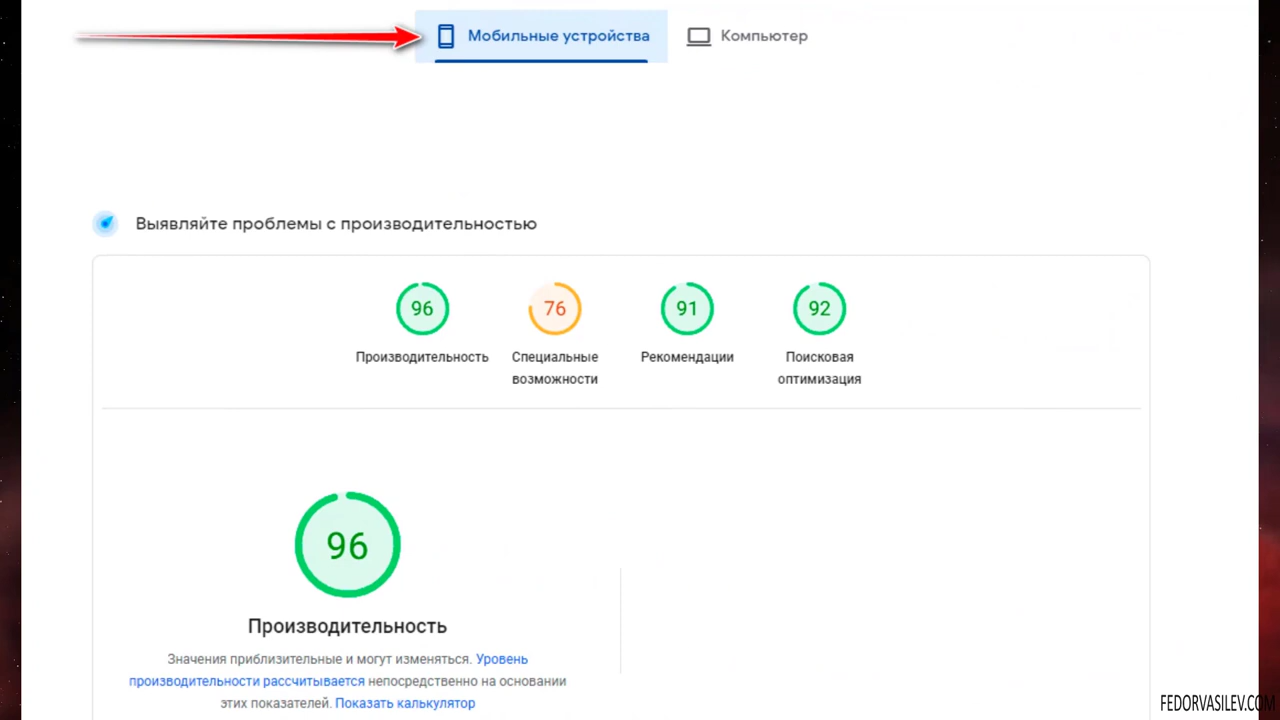 Мобильные устройства
Компьютер
Выявляйте проблемы с производительностью
96
76
91
92
Производительность
Специальные
возможности
Рекомендации
Поисковая
оптимизация
96
Производительность
Значения приблизительные и могут изменяться. Уровень
производительности рассчитывается непосредственно на основании
этих показателей. Показать калькулятор
FEDORVASILEV.COM